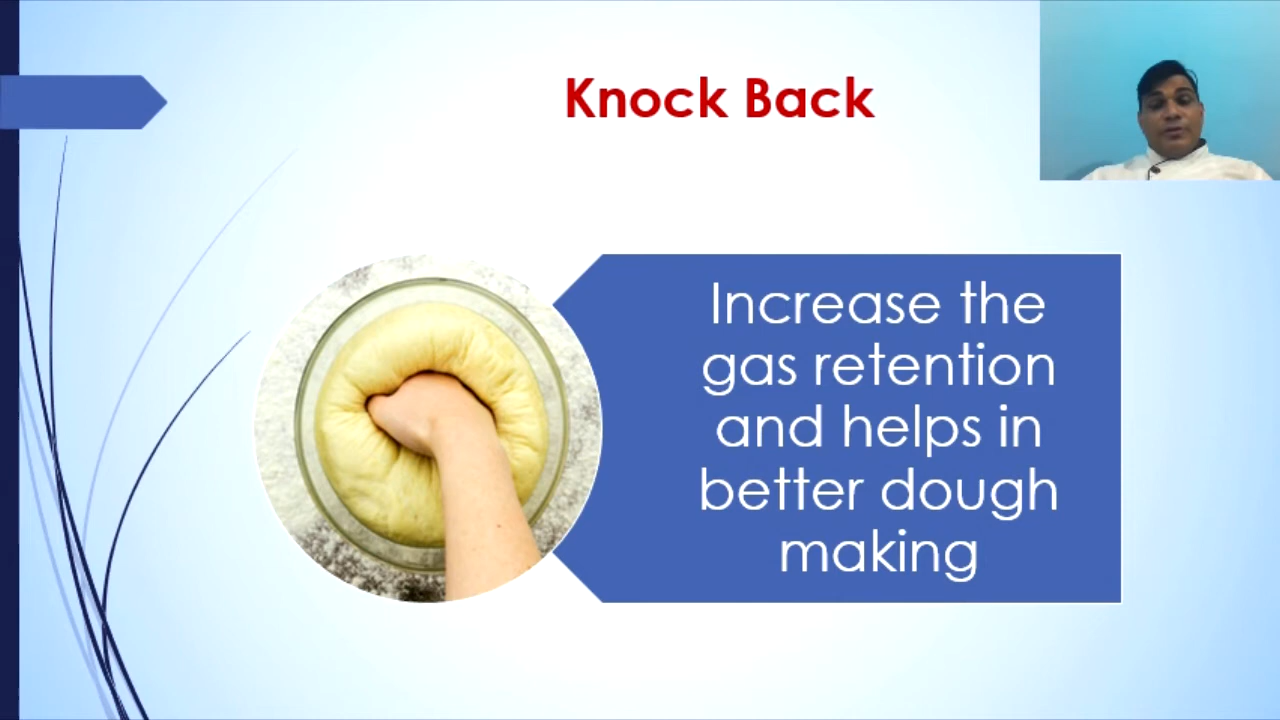 Knock Back
Increase the
gas retention
and helps in
better dough
making